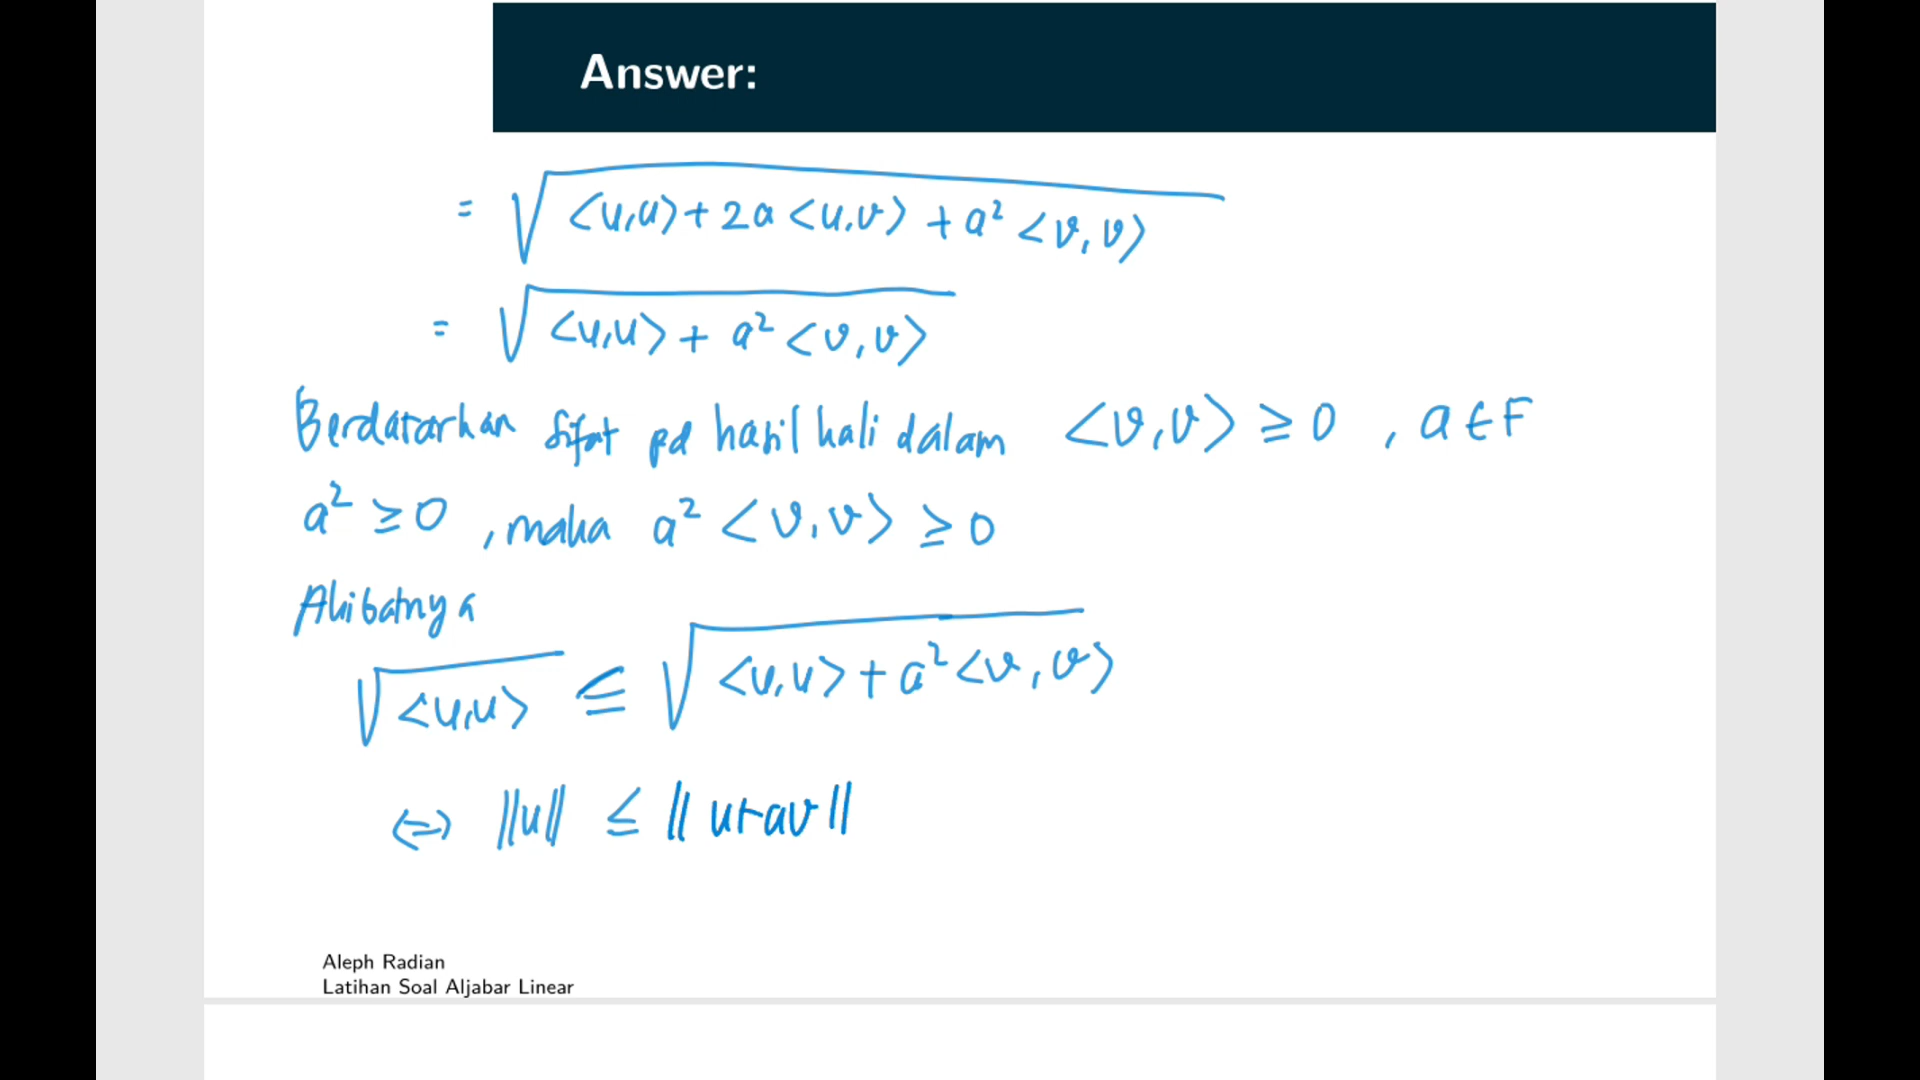 Answer:
= √<u,u> + 2a <u,v> + a² <v,v>
= √<u,u> + a² <v,v>
Berdasarkan sifat pd hasil kali dalam <v,v> ≥ 0 , a ∈ F
a² ≥ 0 , maka a² <v,v> ≥ 0
Akibatnya
√<u,u> ≤ √<u,u> + a² <v,v>
⇔ ||u|| ≤ || u+av ||
Aleph Radian
Latihan Soal Aljabar Linear